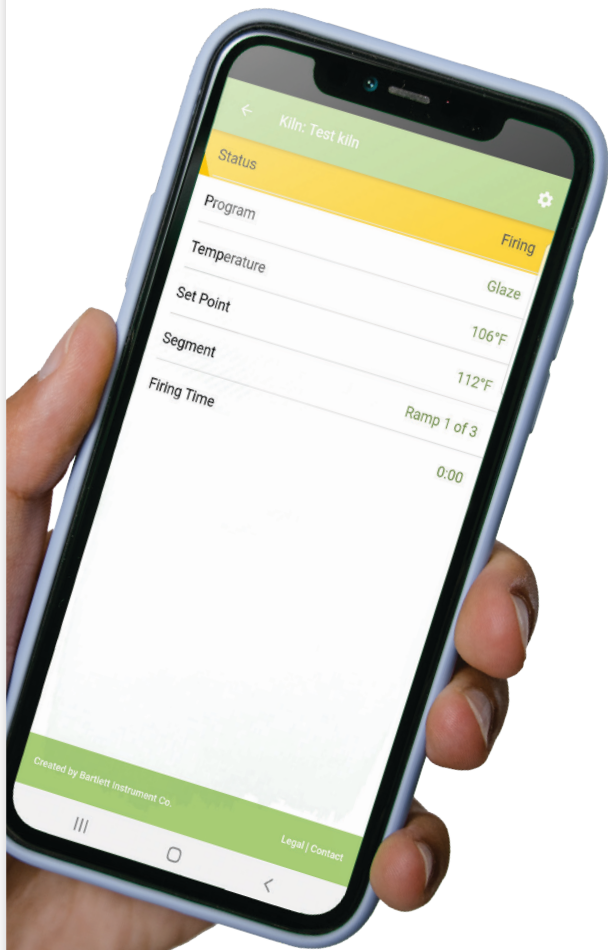 Kiln: Test kiln
Status Firing
Program Glaze
Temperature 106°F
Set Point 112°F
Segment Ramp 1 of 3
Firing Time 0:00
Created by Bartlett Instrument Co. Legal | Contact